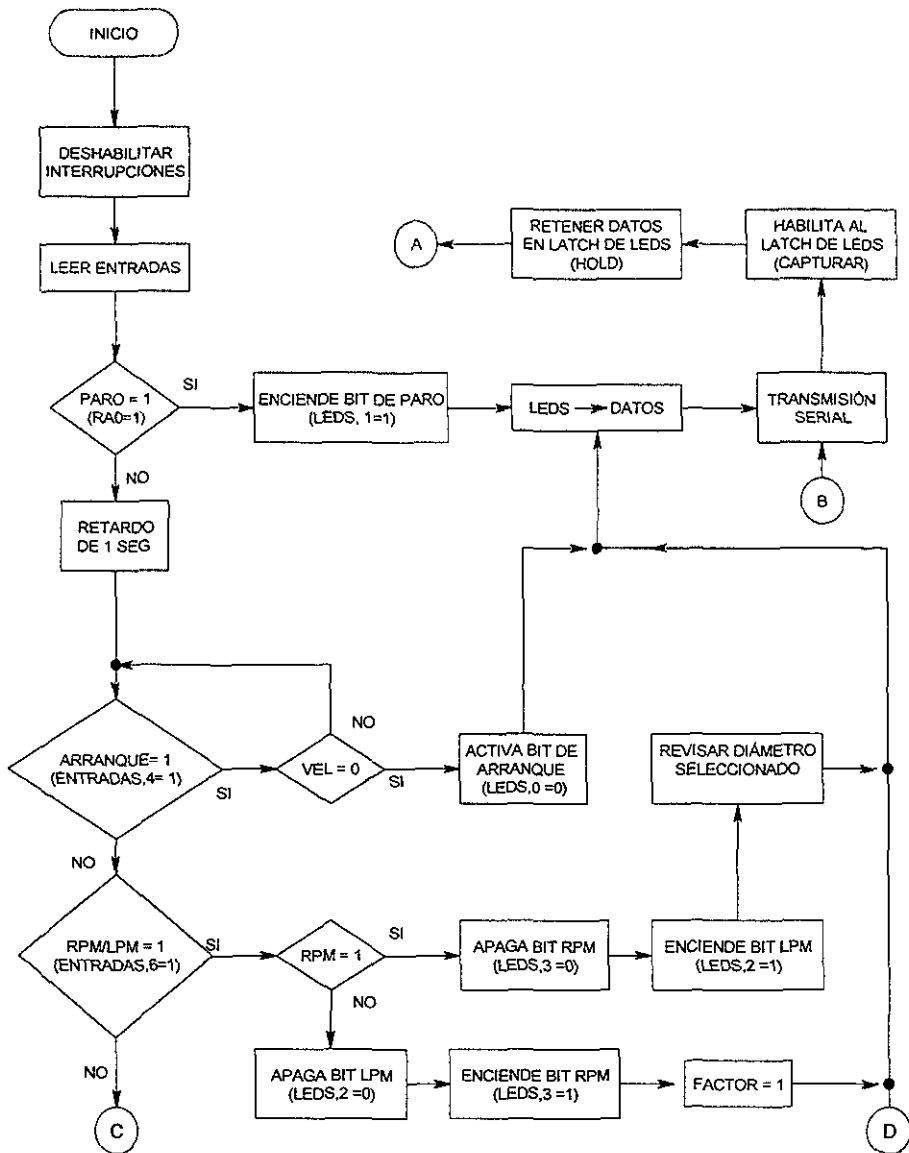 INICIO
DESHABILITAR
INTERRUPCIONES
LEER ENTRADAS
A
RETENER DATOS
EN LATCH DE LEDS
(HOLD)
HABILITA AL
LATCH DE LEDS
(CAPTURAR)
PARO = 1
(RA0=1)
SI
NO
ENCIENDE BIT DE PARO
(LEDS, 1=1)
LEDS → DATOS
TRANSMISIÓN
SERIAL
B
RETARDO
DE 1 SEG
ARRANQUE= 1
(ENTRADAS,4= 1)
SI
NO
VEL = 0
NO
SI
ACTIVA BIT DE
ARRANQUE
(LEDS,0 =0)
REVISAR DIÁMETRO
SELECCIONADO
RPM/LPM = 1
(ENTRADAS,6=1)
SI
NO
RPM = 1
SI
NO
APAGA BIT RPM
(LEDS,3 =0)
ENCIENDE BIT LPM
(LEDS,2 =1)
APAGA BIT LPM
(LEDS,2 =0)
ENCIENDE BIT RPM
(LEDS,3 =1)
FACTOR = 1
C
D